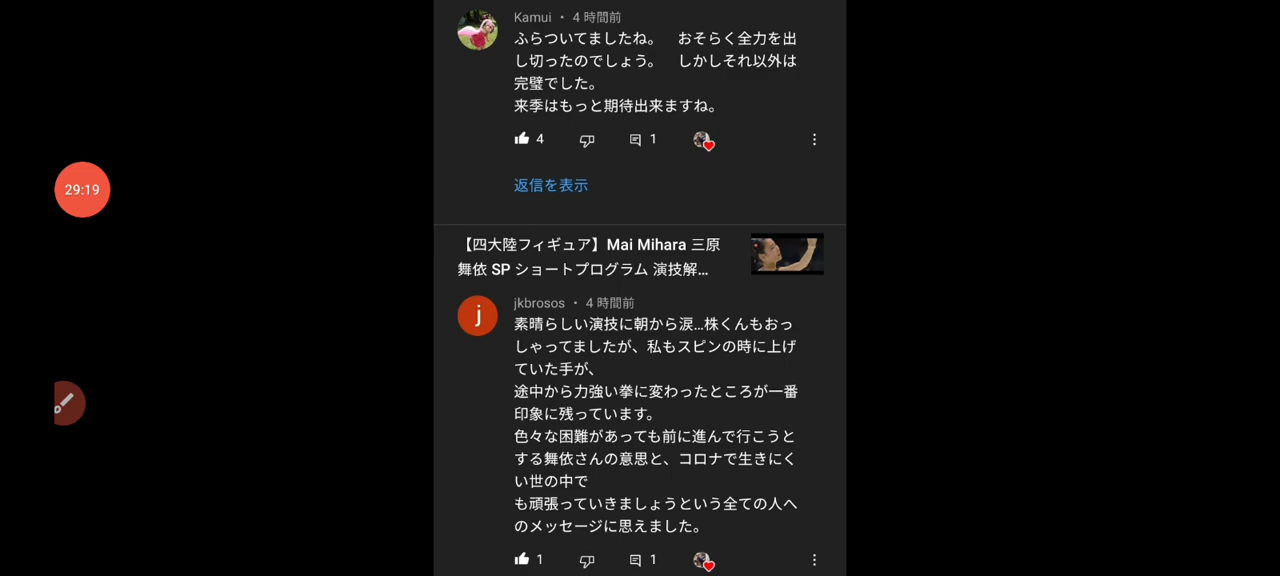 Kamui • 4 時間前
ふらついてましたね。　おそらく全力を出
し切ったのでしょう。　しかしそれ以外は
完璧でした。
来季はもっと期待出来ますね。
4
1
29:19
返信を表示
【四大陸フィギュア】Mai Mihara 三原
舞依 SP ショートプログラム 演技解...
jkbrosos • 4 時間前
j
素晴らしい演技に朝から涙...株くんもおっ
しゃってましたが、私もスピンの時に上げ
ていた手が、
途中から力強い拳に変わったところが一番
印象に残っています。
色々な困難があっても前に進んで行こうと
する舞依さんの意思と、コロナで生きにく
い世の中で
も頑張っていきましょうという全ての人へ
のメッセージに思えました。
1
1